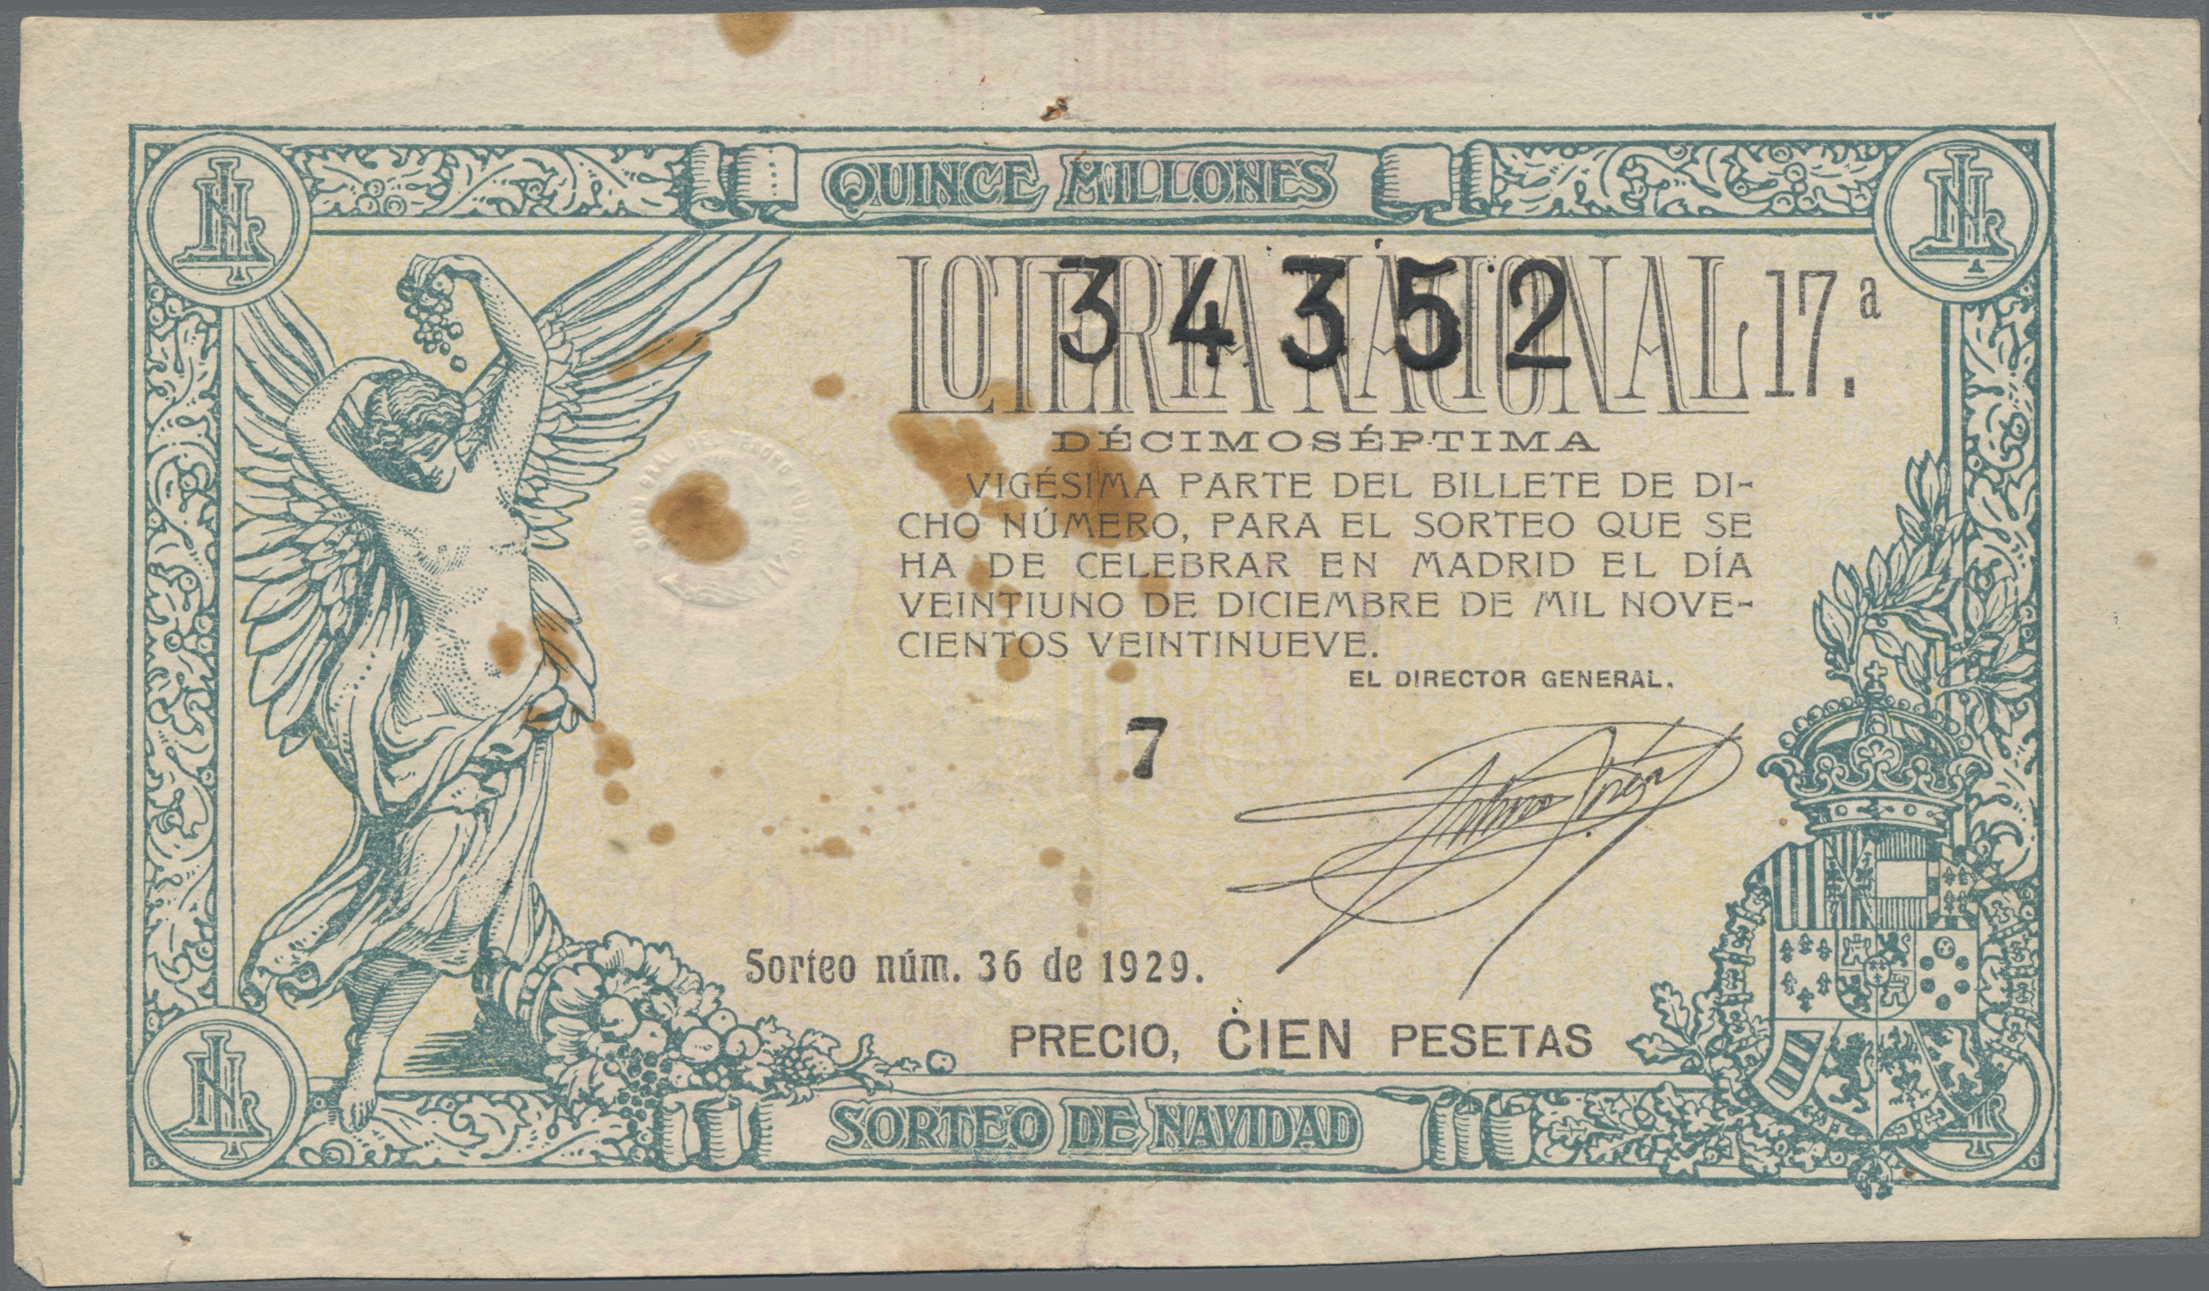 QUINCE MILLONES
LOTERIA NACIONAL 17.ª
34352
DÉCIMOSÉPTIMA
VIGÉSIMA PARTE DEL BILLETE DE DI-
CHO NÚMERO, PARA EL SORTEO QUE SE
HA DE CELEBRAR EN MADRID EL DÍA
VEINTIUNO DE DICIEMBRE DE MIL NOVE-
CIENTOS VEINTINUEVE.
EL DIRECTOR GENERAL.
7
Sorteo núm. 36 de 1929.
PRECIO, CIEN PESETAS
SORTEO DE NAVIDAD